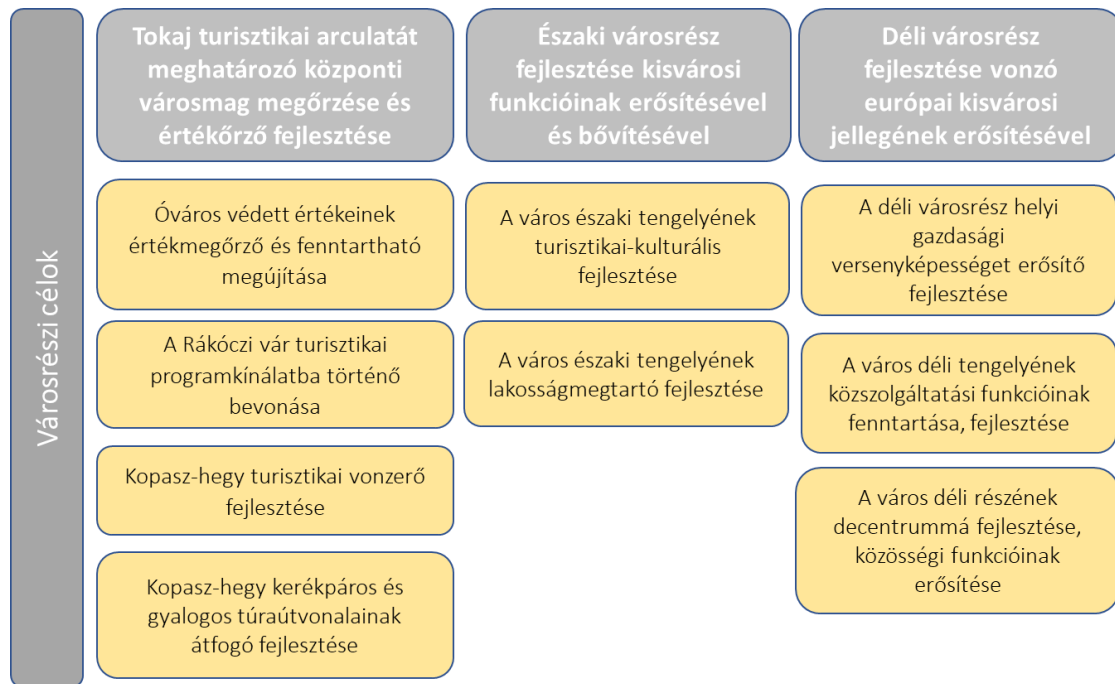 Városrészi célok
Tokaj turisztikai arculatát
meghatározó központi
városmag megőrzése és
értékőrző fejlesztése
Óváros védett értékeinek
értékmegőrző és fenntartható
megújítása
A Rákóczi vár turisztikai
programkínálatba történő
bevonása
Kopasz-hegy turisztikai vonzerő
fejlesztése
Kopasz-hegy kerékpáros és
gyalogos túraútvonalainak
átfogó fejlesztése
Északi városrész
fejlesztése kisvárosi
funkcióinak erősítésével
és bővítésével
A város északi tengelyének
turisztikai-kulturális
fejlesztése
A város északi tengelyének
lakosságmegtartó fejlesztése
Déli városrész
fejlesztése vonzó
európai kisvárosi
jellegének erősítésével
A déli városrész helyi
gazdasági
versenyképességet erősítő
fejlesztése
A város déli tengelyének
közszolgáltatási funkcióinak
fenntartása, fejlesztése
A város déli részének
decentrummá fejlesztése,
közösségi funkcióinak
erősítése